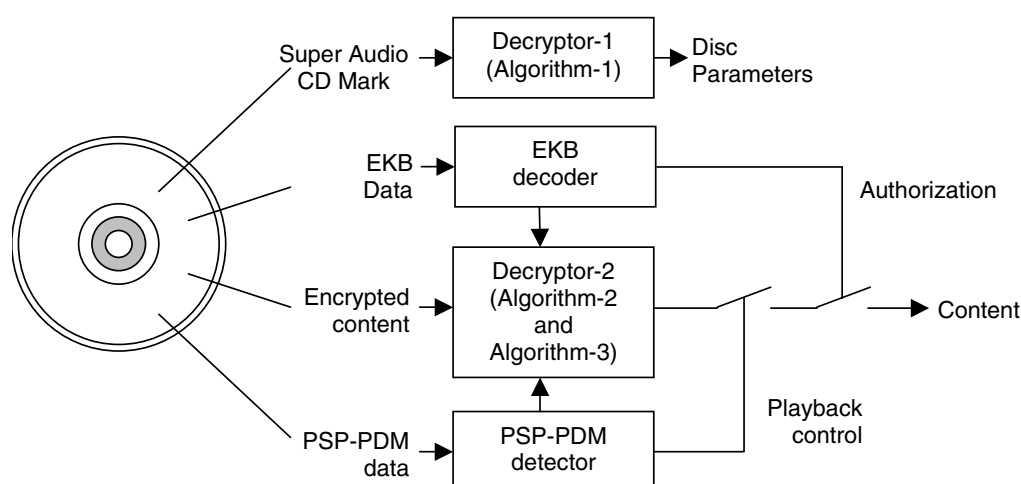 Super Audio
CD Mark
Decryptor-1
(Algorithm-1)
Disc
Parameters
EKB
Data
EKB
decoder
Authorization
Encrypted
content
Decryptor-2
(Algorithm-2
and
Algorithm-3)
Content
PSP-PDM
data
PSP-PDM
detector
Playback
control